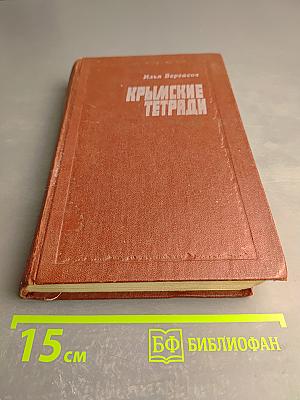 Илья Вергасов
КРЫМСКИЕ
ТЕТРАДИ
15 см
БФ БИБЛИОФАН